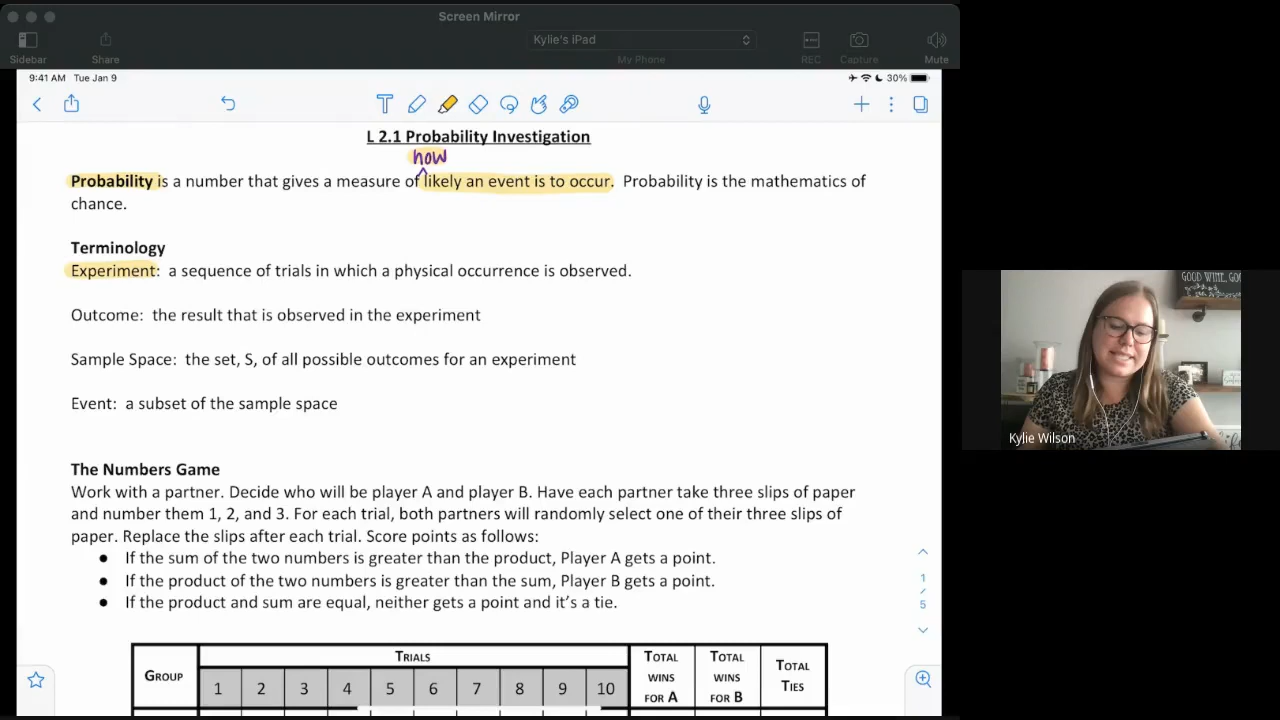 Screen Mirror
Kylie's iPad
Sidebar Share My Phone REC Capture Mute
9:41 AM Tue Jan 9 30%
L 2.1 Probability Investigation
how
Probability is a number that gives a measure of likely an event is to occur. Probability is the mathematics of
chance.
Terminology
Experiment: a sequence of trials in which a physical occurrence is observed.
Outcome: the result that is observed in the experiment
Sample Space: the set, S, of all possible outcomes for an experiment
Event: a subset of the sample space
The Numbers Game
Work with a partner. Decide who will be player A and player B. Have each partner take three slips of paper
and number them 1, 2, and 3. For each trial, both partners will randomly select one of their three slips of
paper. Replace the slips after each trial. Score points as follows:
● If the sum of the two numbers is greater than the product, Player A gets a point.
● If the product of the two numbers is greater than the sum, Player B gets a point.
● If the product and sum are equal, neither gets a point and it's a tie.
1
/
5
GROUP
TRIALS
1 2 3 4 5 6 7 8 9 10
TOTAL
WINS
FOR A
TOTAL
WINS
FOR B
TOTAL
TIES
GOOD WINE, GOO
Kylie Wilson